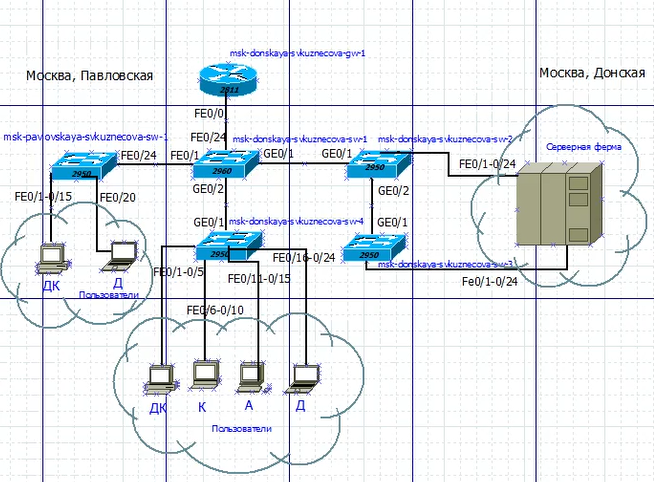 msk-donskaya-svkuznecova-gw-1
Москва, Павловская
Москва, Донская
2811
FE0/0
FE0/24
msk-pavlovskaya-svkuznecova-sw-1
msk-donskaya-svkuznecova-sw-1
msk-donskaya-svkuznecova-sw-2
Серверная ферма
FE0/24
FE0/1
GE0/1
GE0/1
FE0/1-0/24
2950
2960
2950
FE0/1-0/15
FE0/20
GE0/2
GE0/2
GE0/1
msk-donskaya-svkuznecova-sw-4
GE0/1
2950
2950
msk-donskaya-svkuznecova-sw-3
FE0/1-0/5
FE0/16-0/24
FE0/11-0/15
Fe0/1-0/24
ДК
Д
Пользователи
FE0/6-0/10
ДК
К
А
Д
Пользователи